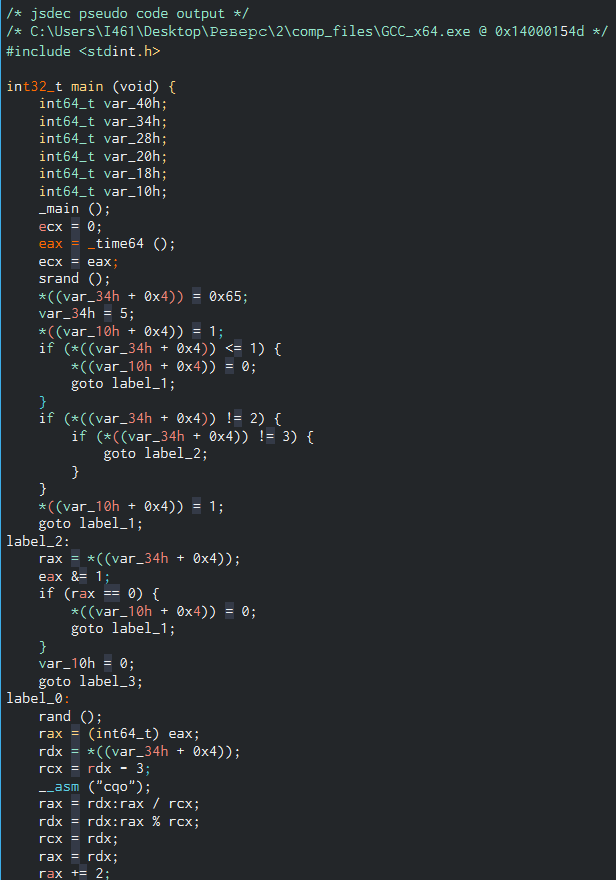 /* jsdec pseudo code output */
/* C:\Users\I461\Desktop\Реверс\2\comp_files\GCC_x64.exe @ 0x14000154d */
#include <stdint.h>

int32_t main (void) {
    int64_t var_40h;
    int64_t var_34h;
    int64_t var_28h;
    int64_t var_20h;
    int64_t var_18h;
    int64_t var_10h;
    _main ();
    ecx = 0;
    eax = _time64 ();
    ecx = eax;
    srand ();
    *((var_34h + 0x4)) = 0x65;
    var_34h = 5;
    *((var_10h + 0x4)) = 1;
    if (*((var_34h + 0x4)) <= 1) {
        *((var_10h + 0x4)) = 0;
        goto label_1;
    }
    if (*((var_34h + 0x4)) != 2) {
        if (*((var_34h + 0x4)) != 3) {
            goto label_2;
        }
    }
    *((var_10h + 0x4)) = 1;
    goto label_1;
label_2:
    rax = *((var_34h + 0x4));
    eax &= 1;
    if (rax == 0) {
        *((var_10h + 0x4)) = 0;
        goto label_1;
    }
    var_10h = 0;
    goto label_3;
label_0:
    rand ();
    rax = (int64_t) eax;
    rdx = *((var_34h + 0x4));
    rcx = rdx - 3;
    __asm ("cqo");
    rax = rdx:rax / rcx;
    rdx = rdx:rax % rcx;
    rcx = rdx;
    rax = rdx;
    rax += 2;